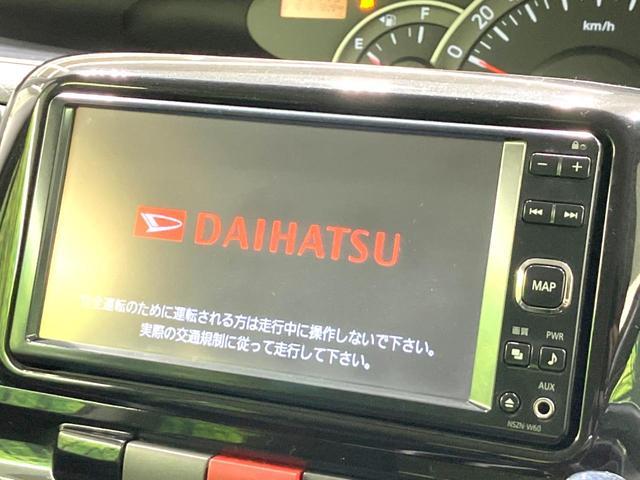 E
F
0
20
km/h
DAIHATSU
全運転のために運転される方は走行中に操作しないで下さい。
実際の交通規制に従って走行して下さい。
MAP
画質
PWR
AUX
NSZN-W60